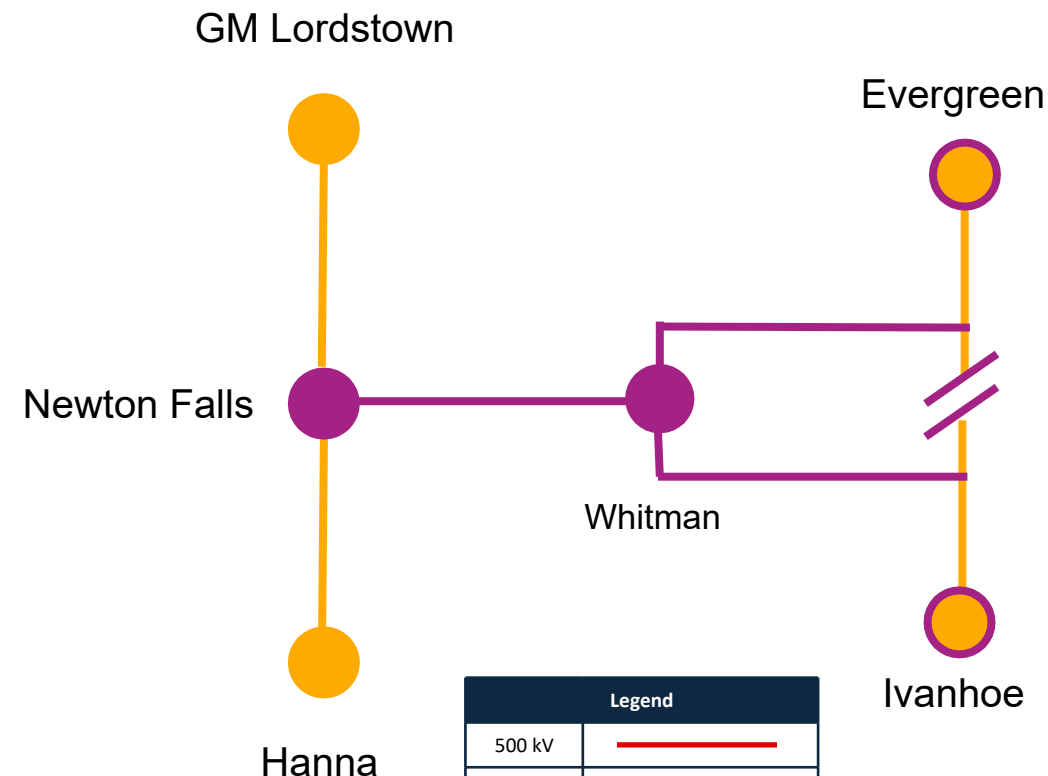 GM Lordstown
Evergreen
Newton Falls
Whitman
Ivanhoe
Hanna
Legend
500 kV